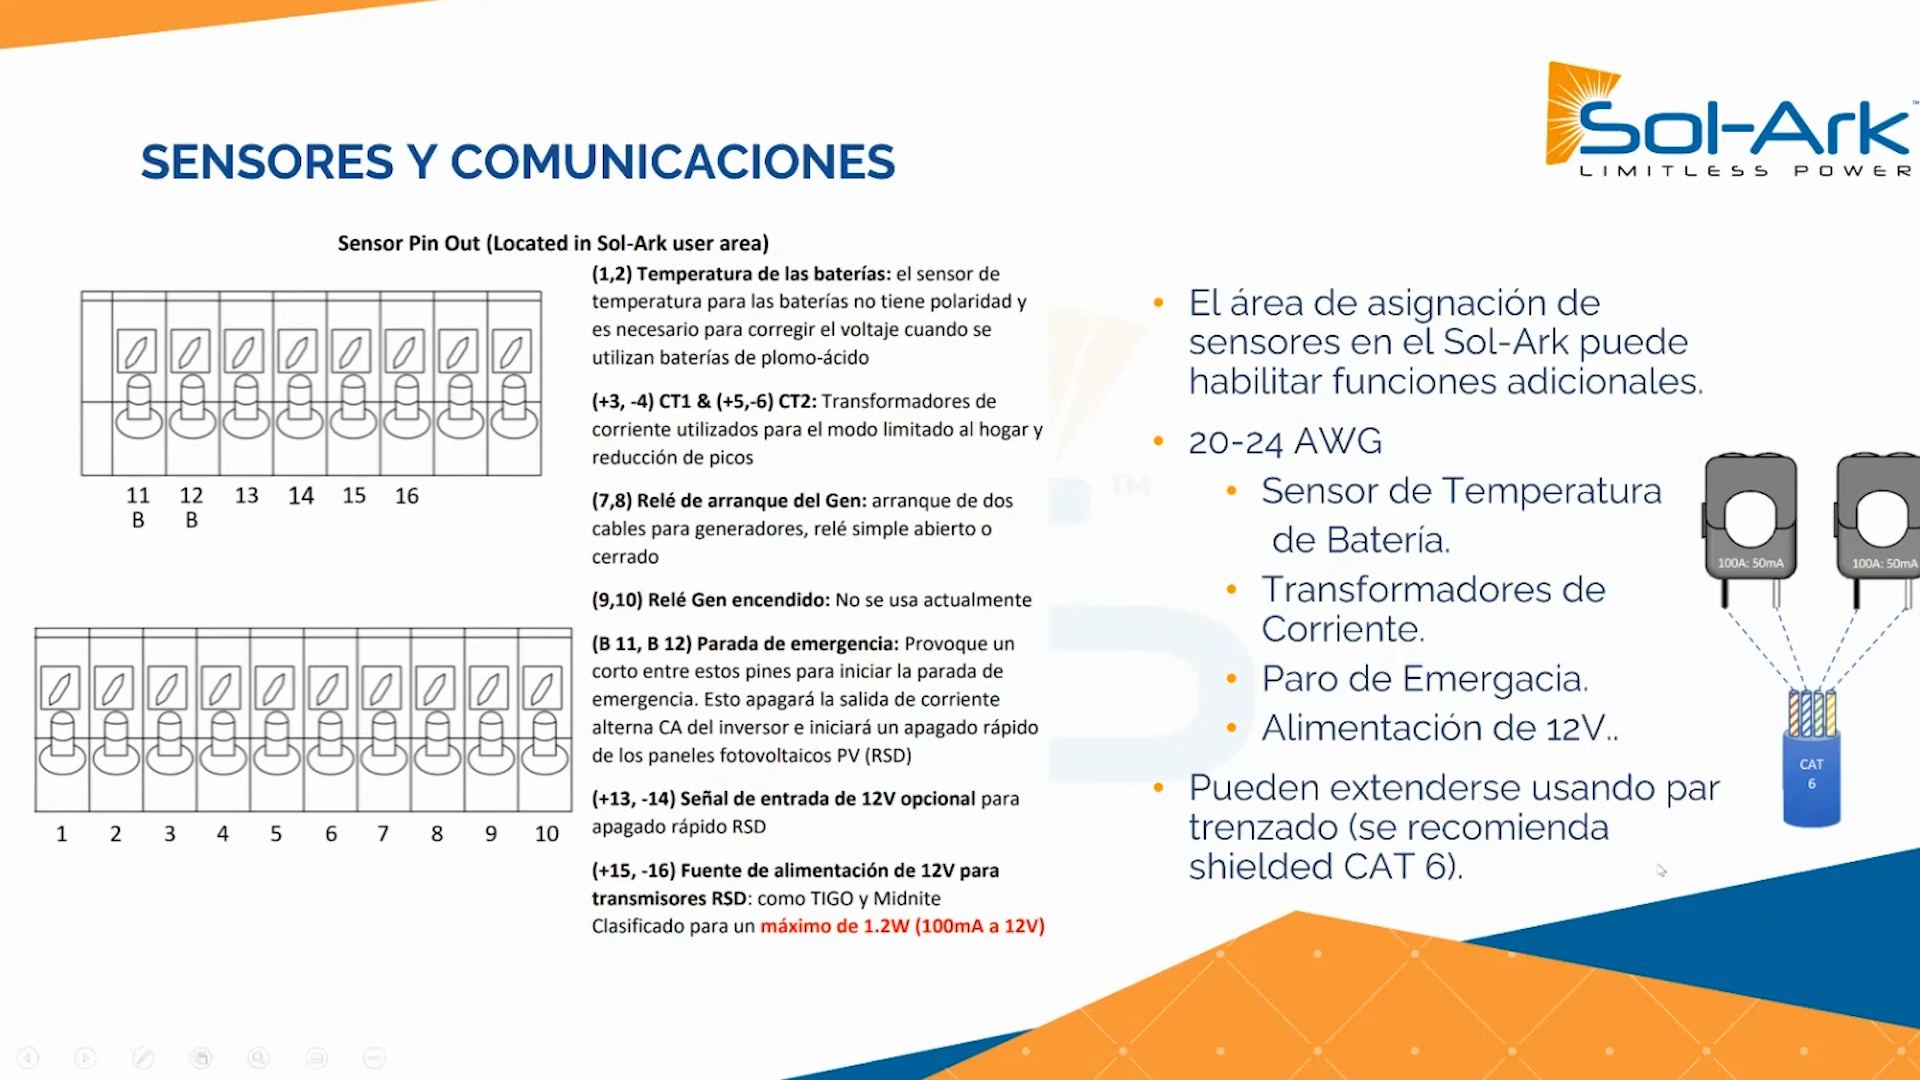 Sol-Ark
LIMITLESS POWER
SENSORES Y COMUNICACIONES
Sensor Pin Out (Located in Sol-Ark user area)
11 12 13 14 15 16
B B
1 2 3 4 5 6 7 8 9 10
(1,2) Temperatura de las baterías: el sensor de
temperatura para las baterías no tiene polaridad y
es necesario para corregir el voltaje cuando se
utilizan baterías de plomo-ácido
(+3, -4) CT1 & (+5,-6) CT2: Transformadores de
corriente utilizados para el modo limitado al hogar y
reducción de picos
(7,8) Relé de arranque del Gen: arranque de dos
cables para generadores, relé simple abierto o
cerrado
(9,10) Relé Gen encendido: No se usa actualmente
(B 11, B 12) Parada de emergencia: Provoque un
corto entre estos pines para iniciar la parada de
emergencia. Esto apagará la salida de corriente
alterna CA del inversor e iniciará un apagado rápido
de los paneles fotovoltaicos PV (RSD)
(+13, -14) Señal de entrada de 12V opcional para
apagado rápido RSD
(+15, -16) Fuente de alimentación de 12V para
transmisores RSD: como TIGO y Midnite
Clasificado para un máximo de 1.2W (100mA a 12V)
TM
• El área de asignación de
sensores en el Sol-Ark puede
habilitar funciones adicionales.
• 20-24 AWG
• Sensor de Temperatura
de Batería.
• Transformadores de
Corriente.
• Paro de Emergacia.
• Alimentación de 12V..
• Pueden extenderse usando par
trenzado (se recomienda
shielded CAT 6).
100A: 50mA 100A: 50mA
CAT
6